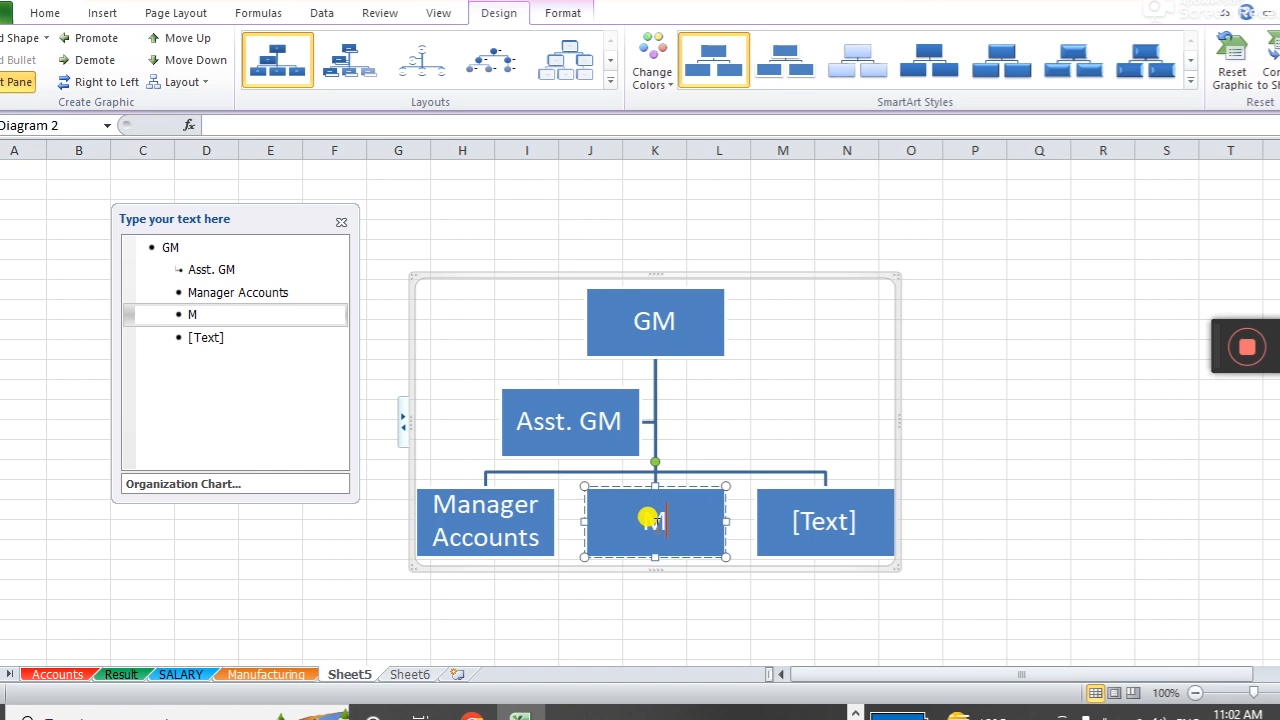 Home Insert Page Layout Formulas Data Review View Design Format
Shape Promote Move Up
Bullet Demote Move Down
Pane Right to Left Layout
Change Colors
Reset Graphic
Create Graphic Layouts SmartArt Styles Reset
Diagram 2 fx
A B C D E F G H I J K L M N O P Q R S T
Type your text here
GM
Asst. GM
Manager Accounts
M
[Text]
Organization Chart...
GM
Asst. GM
Manager
Accounts
M
[Text]
Accounts Result SALARY Manufacturing Sheet5 Sheet6
100%
11:02 AM